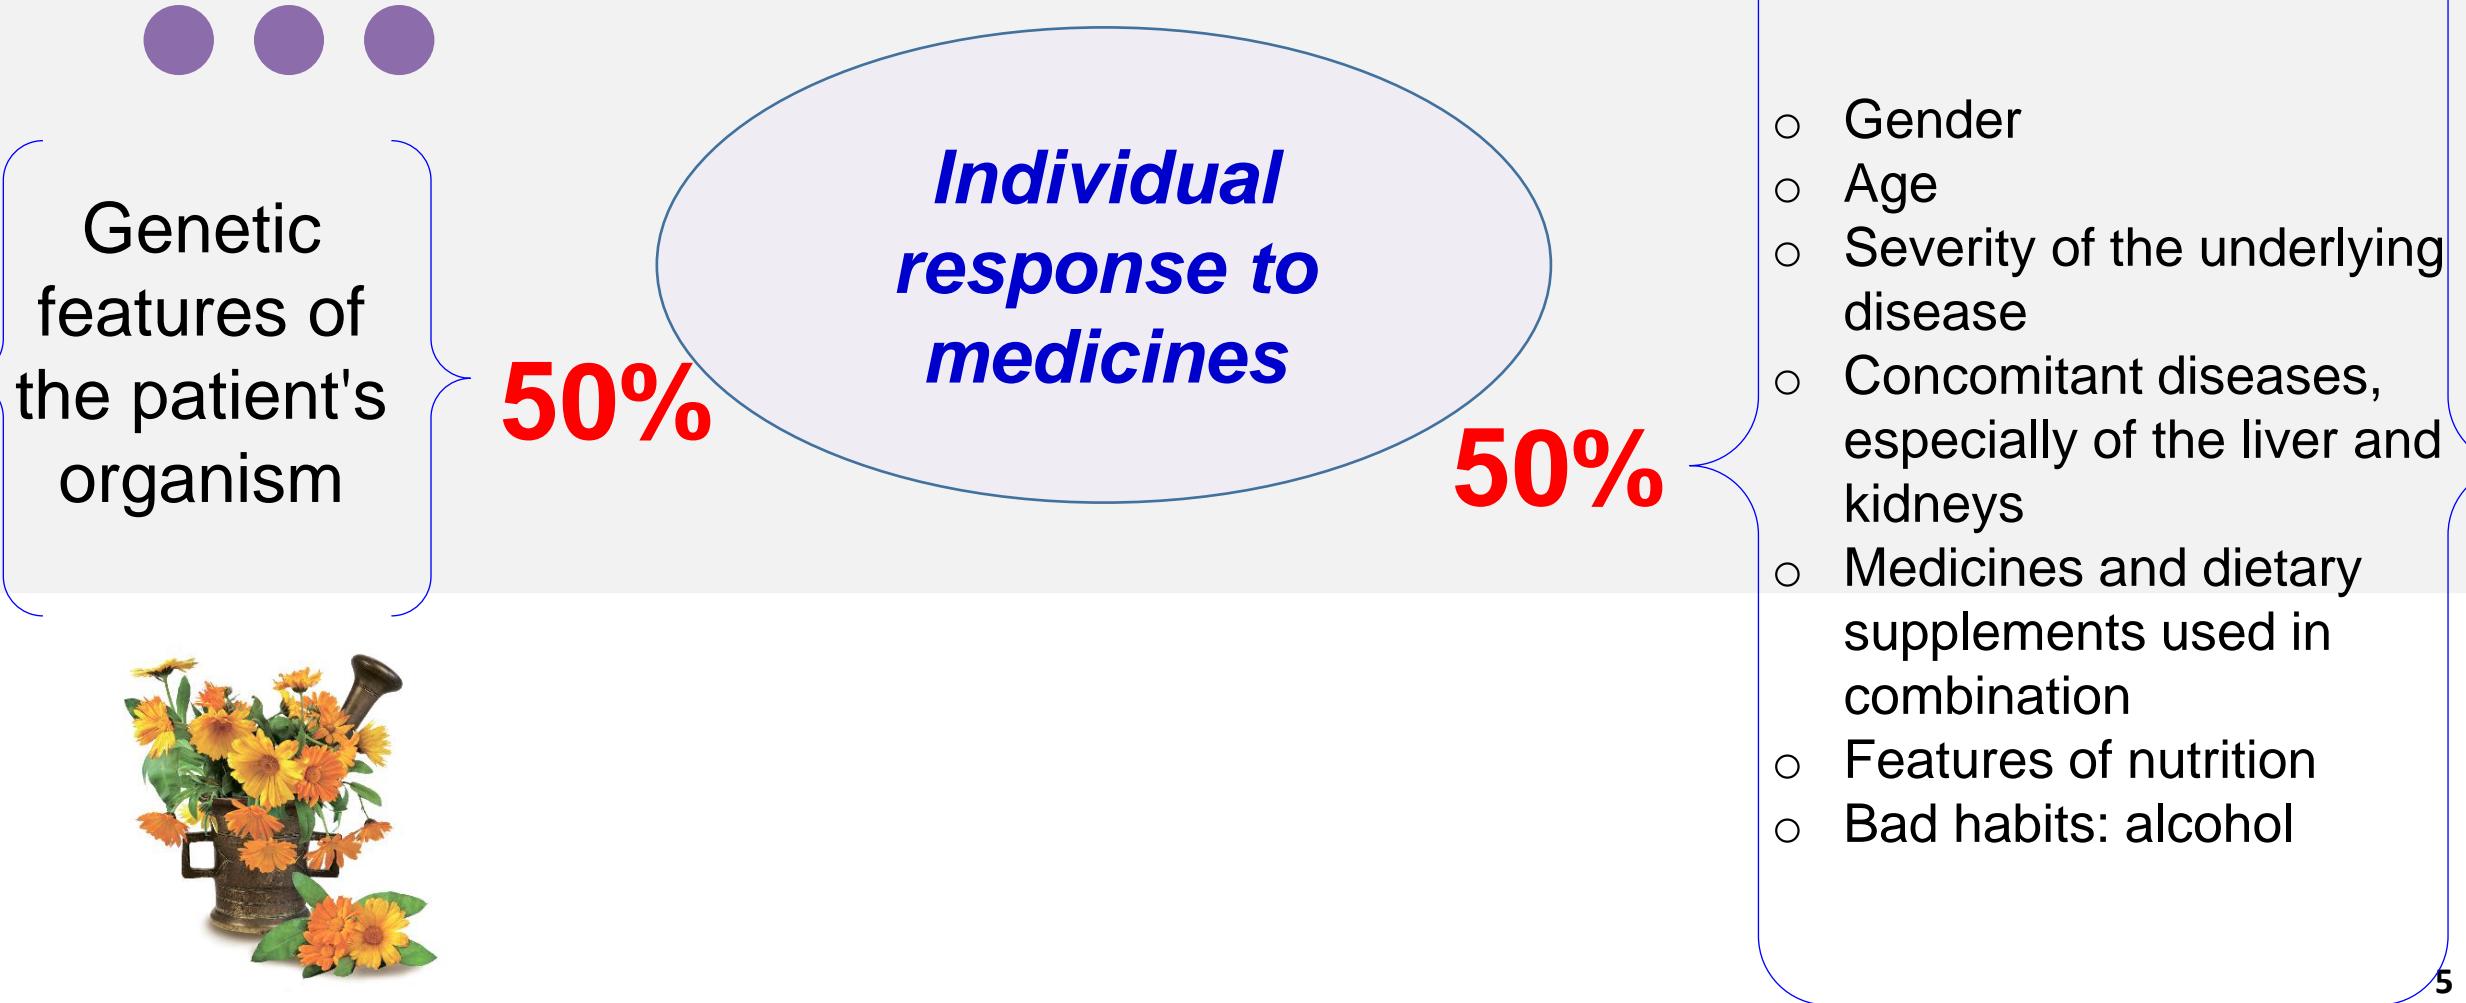 Genetic
features of
the patient's
organism
50%
Individual
response to
medicines
50%
○ Gender
○ Age
○ Severity of the underlying
disease
○ Concomitant diseases,
especially of the liver and
kidneys
○ Medicines and dietary
supplements used in
combination
○ Features of nutrition
○ Bad habits: alcohol
5